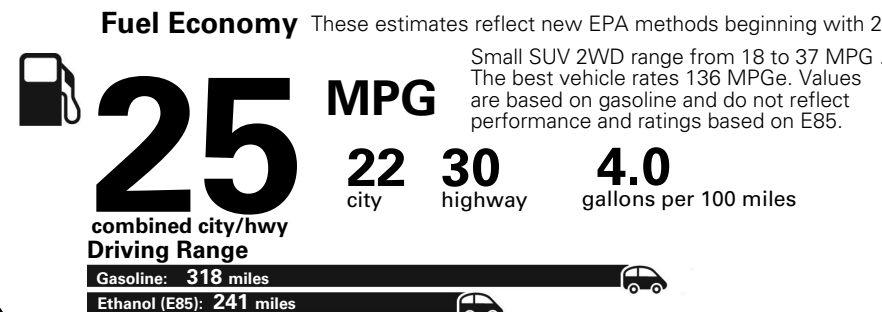 Fuel Economy These estimates reflect new EPA methods beginning with 2
Small SUV 2WD range from 18 to 37 MPG .
The best vehicle rates 136 MPGe. Values
are based on gasoline and do not reflect
performance and ratings based on E85.
25 MPG
22 30 4.0
city highway gallons per 100 miles
combined city/hwy
Driving Range
Gasoline: 318 miles
Ethanol (E85): 241 miles